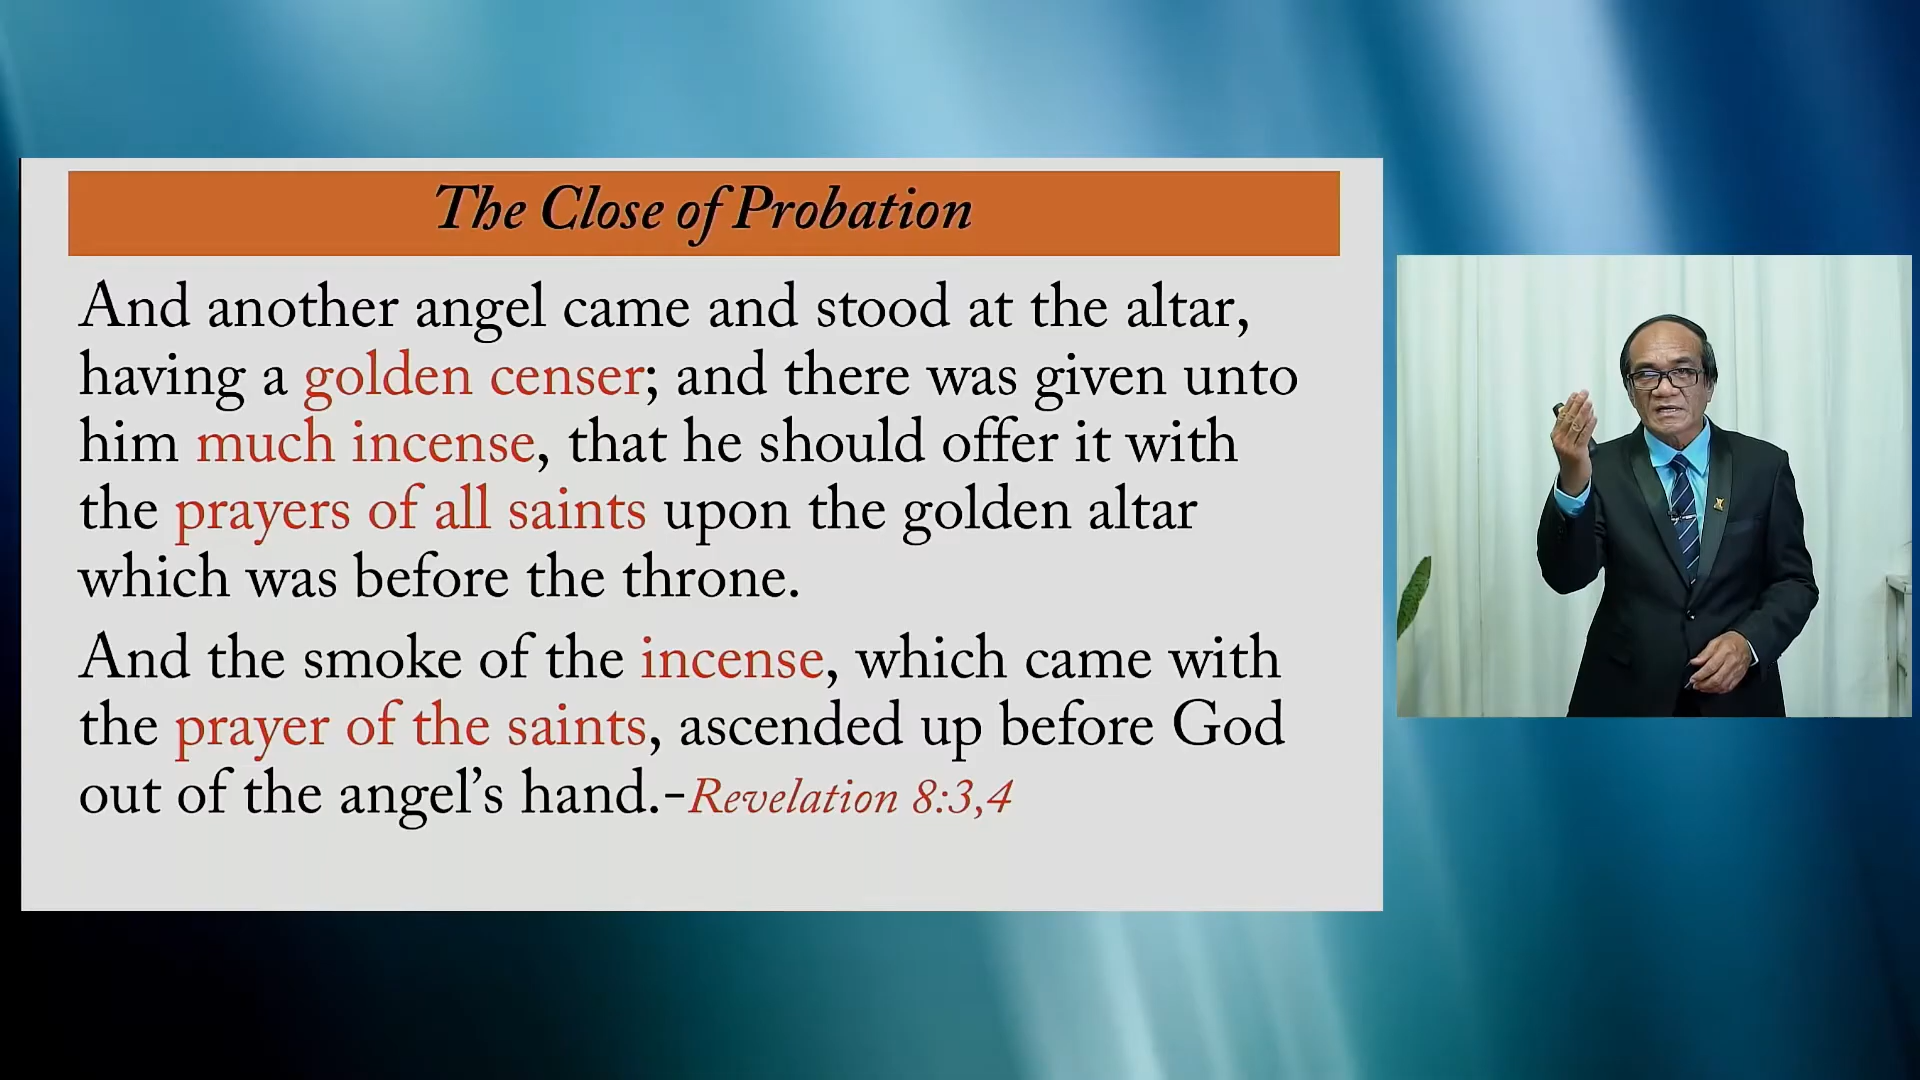 The Close of Probation
And another angel came and stood at the altar,
having a golden censer; and there was given unto
him much incense, that he should offer it with
the prayers of all saints upon the golden altar
which was before the throne.
And the smoke of the incense, which came with
the prayer of the saints, ascended up before God
out of the angel’s hand.-Revelation 8:3,4